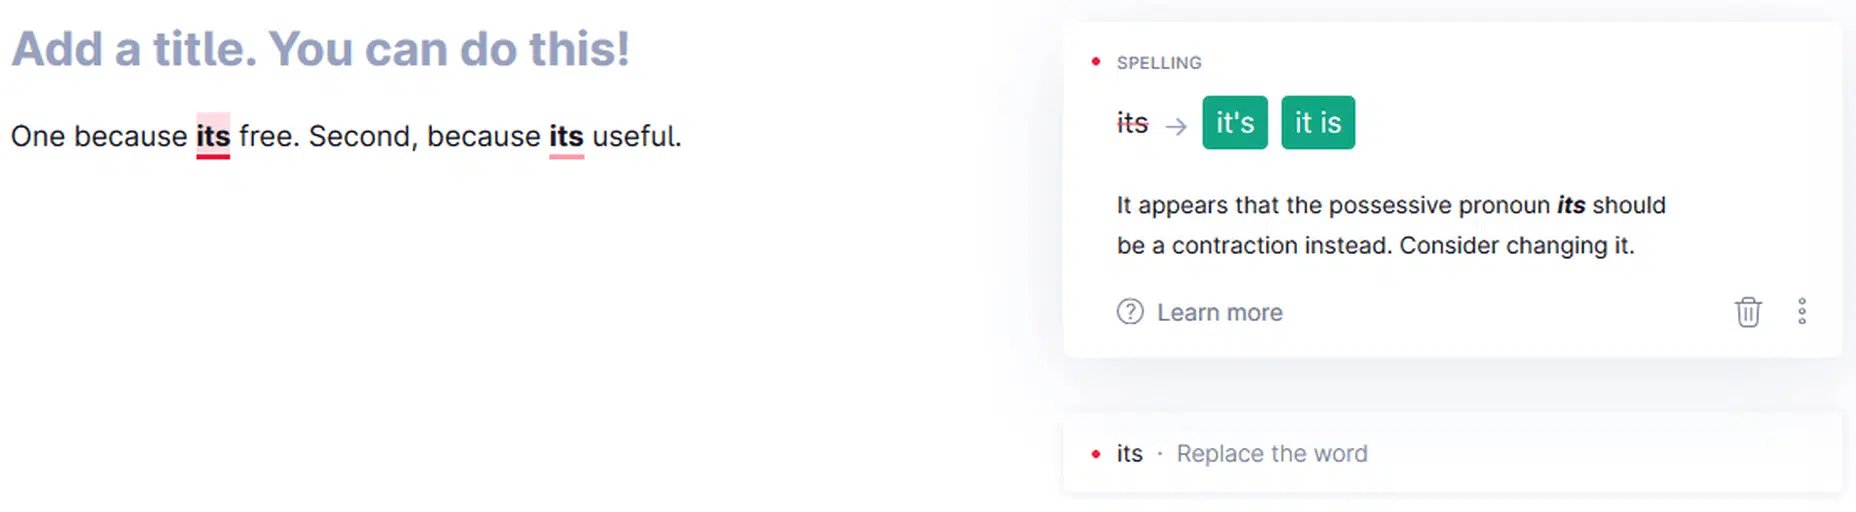 Add a title. You can do this!
One because its free. Second, because its useful.
SPELLING
its → it's it is
It appears that the possessive pronoun its should
be a contraction instead. Consider changing it.
Learn more
its · Replace the word